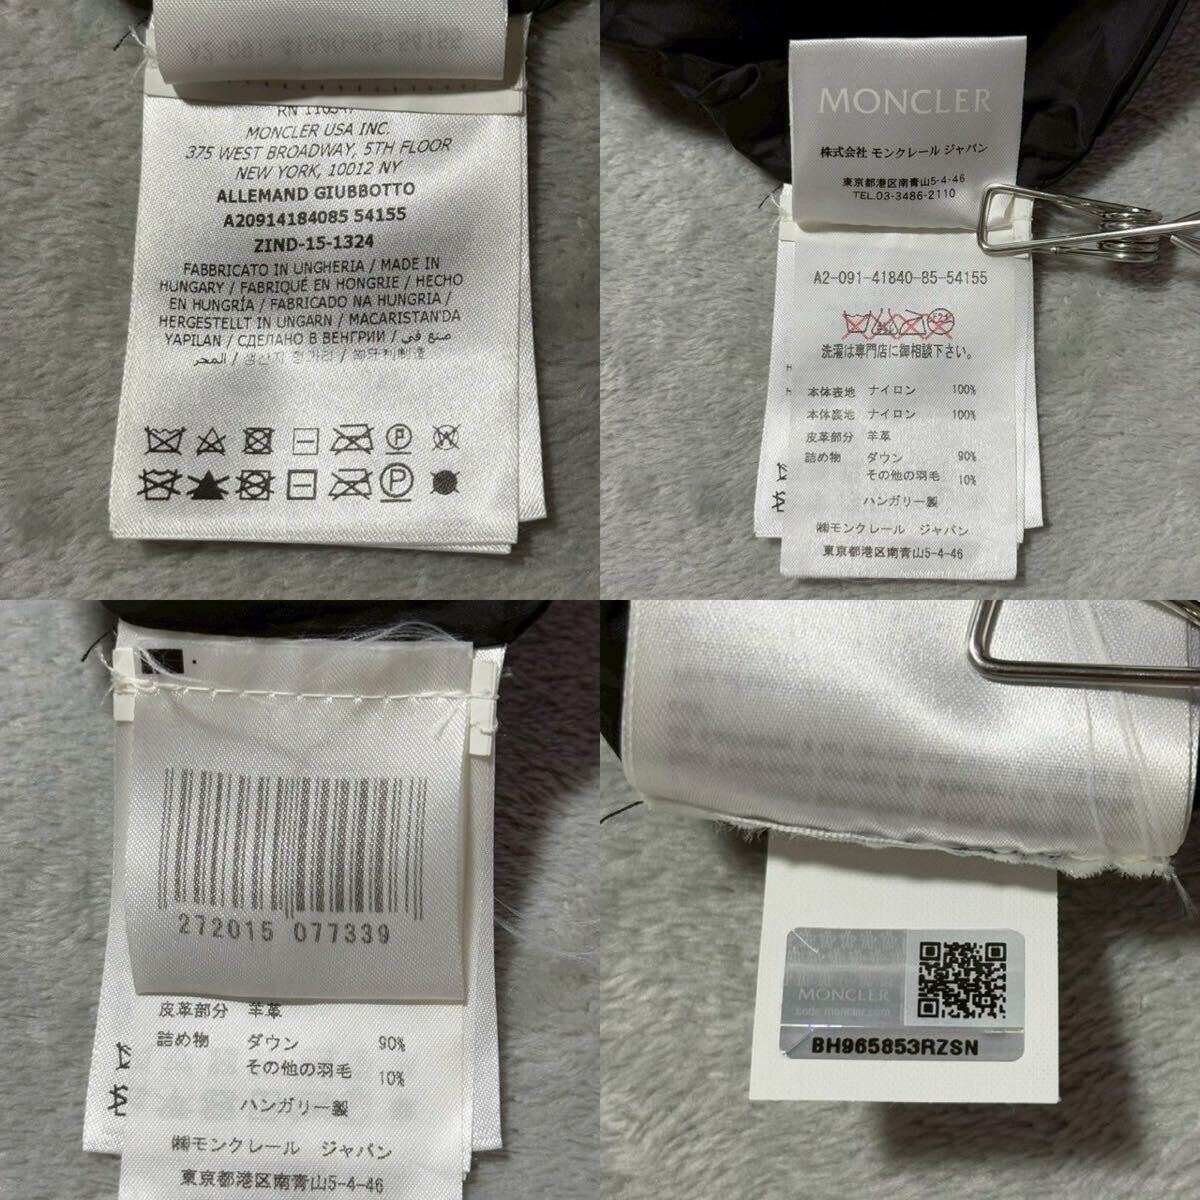 A2-091-41840-85-54155
MONCLER USA INC.
375 WEST BROADWAY, 5TH FLOOR
NEW YORK, 10012 NY
ALLEMAND GIUBBOTTO
A20914184085 54155
ZIND-15-1324
FABBRICATO IN UNGHERIA / MADE IN
HUNGARY / FABRIQUÉ EN HONGRIE / HECHO
EN HUNGRÍA / FABRICADO NA HUNGRIA /
HERGESTELLT IN UNGARN / MACARISTAN'DA
YAPILAN / СДЕЛАНО В ВЕНГРИИ / صنع في
المجر /
P
W
P
MONCLER
株式会社 モンクレール ジャパン
東京都港区南青山5-4-46
TEL.03-3486-2110
A2-091-41840-85-54155
洗濯は専門店に御相談下さい。
本体表地 ナイロン 100%
本体裏地 ナイロン 100%
皮革部分 羊革
詰め物 ダウン 90%
その他の羽毛 10%
ハンガリー製
㈱モンクレール ジャパン
東京都港区南青山5-4-46
272015 077339
皮革部分 羊革
詰め物 ダウン 90%
その他の羽毛 10%
ハンガリー製
㈱モンクレール ジャパン
東京都港区南青山5-4-46
MONCLER
code.moncler.com
BH965853RZSN